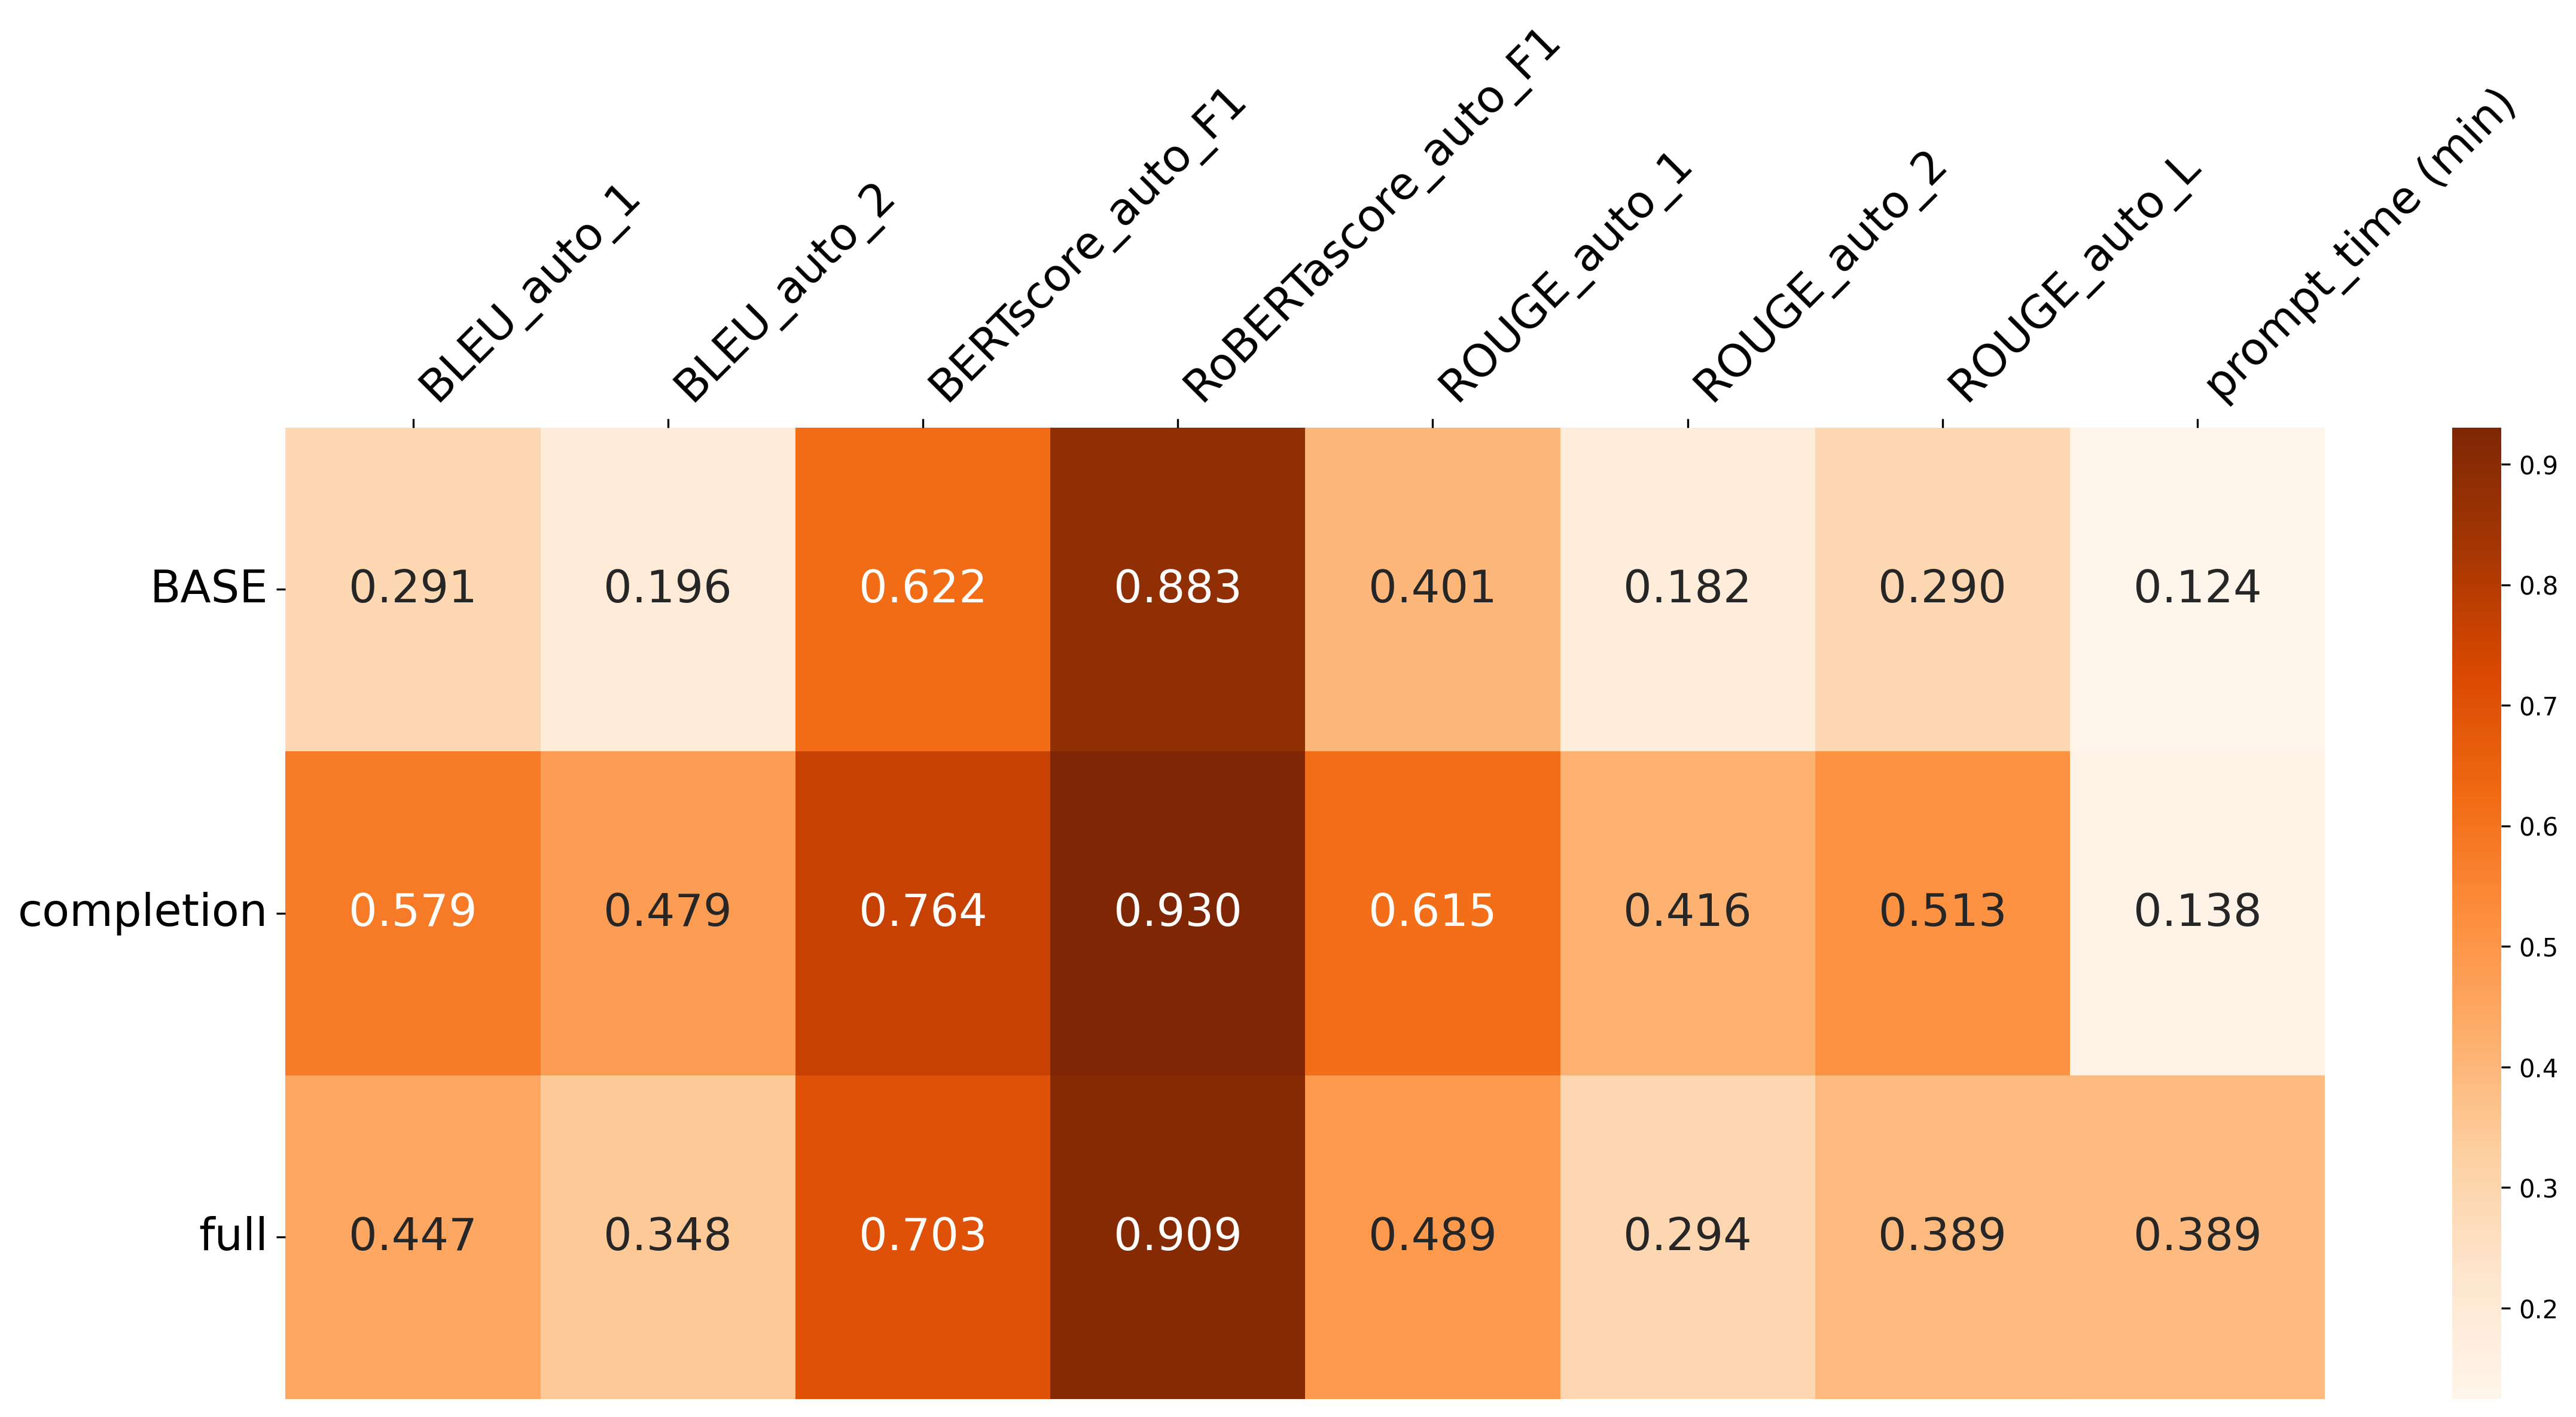 BLEU_auto_1
BLEU_auto_2
BERTscore_auto_F1
RoBERTascore_auto_F1
ROUGE_auto_1
ROUGE_auto_2
ROUGE_auto_L
prompt_time (min)
BASE 0.291 0.196 0.622 0.883 0.401 0.182 0.290 0.124
completion 0.579 0.479 0.764 0.930 0.615 0.416 0.513 0.138
full 0.447 0.348 0.703 0.909 0.489 0.294 0.389 0.389
0.9
0.8
0.7
0.6
0.5
0.4
0.3
0.2